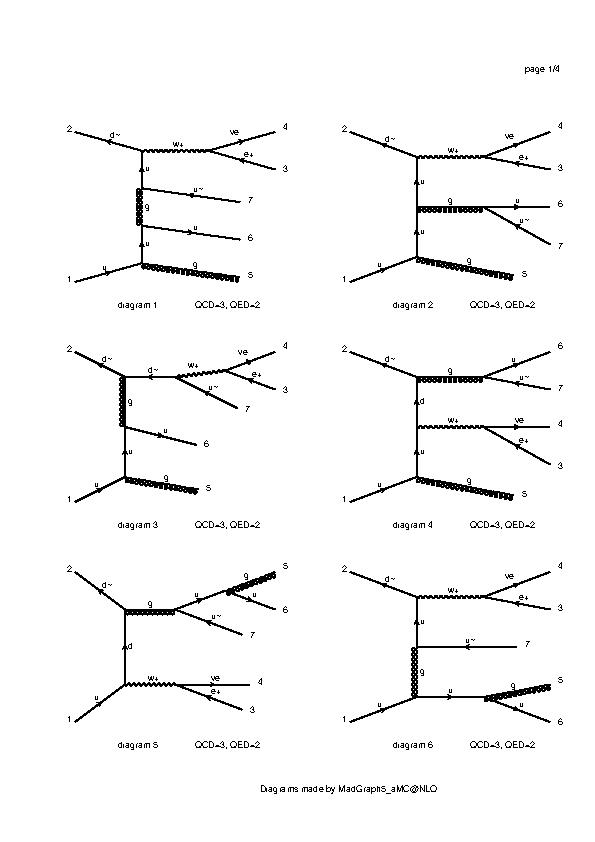 page 1/4
2 d~ w+ ve 4
e+ 3
u
u~ 7
g
u 6
u
1 u g 5
diagram 1 QCD=3, QED=2
2 d~ w+ ve 4
e+ 3
u
g u 6
u~ 7
u
1 u g 5
diagram 2 QCD=3, QED=2
2 d~ d~ w+ ve 4
e+ 3
u~ 7
g
u 6
u
1 u g 5
diagram 3 QCD=3, QED=2
2 d~ g u 6
u~ 7
d
w+ ve 4
e+ 3
u
1 u g 5
diagram 4 QCD=3, QED=2
2 d~ g u g 5
u 6
u~ 7
d
w+ ve 4
e+ 3
1 u
diagram 5 QCD=3, QED=2
2 d~ w+ ve 4
e+ 3
u
u~ 7
g
u g 5
u 6
1 u
diagram 6 QCD=3, QED=2
Diagrams made by MadGraph5_aMC@NLO